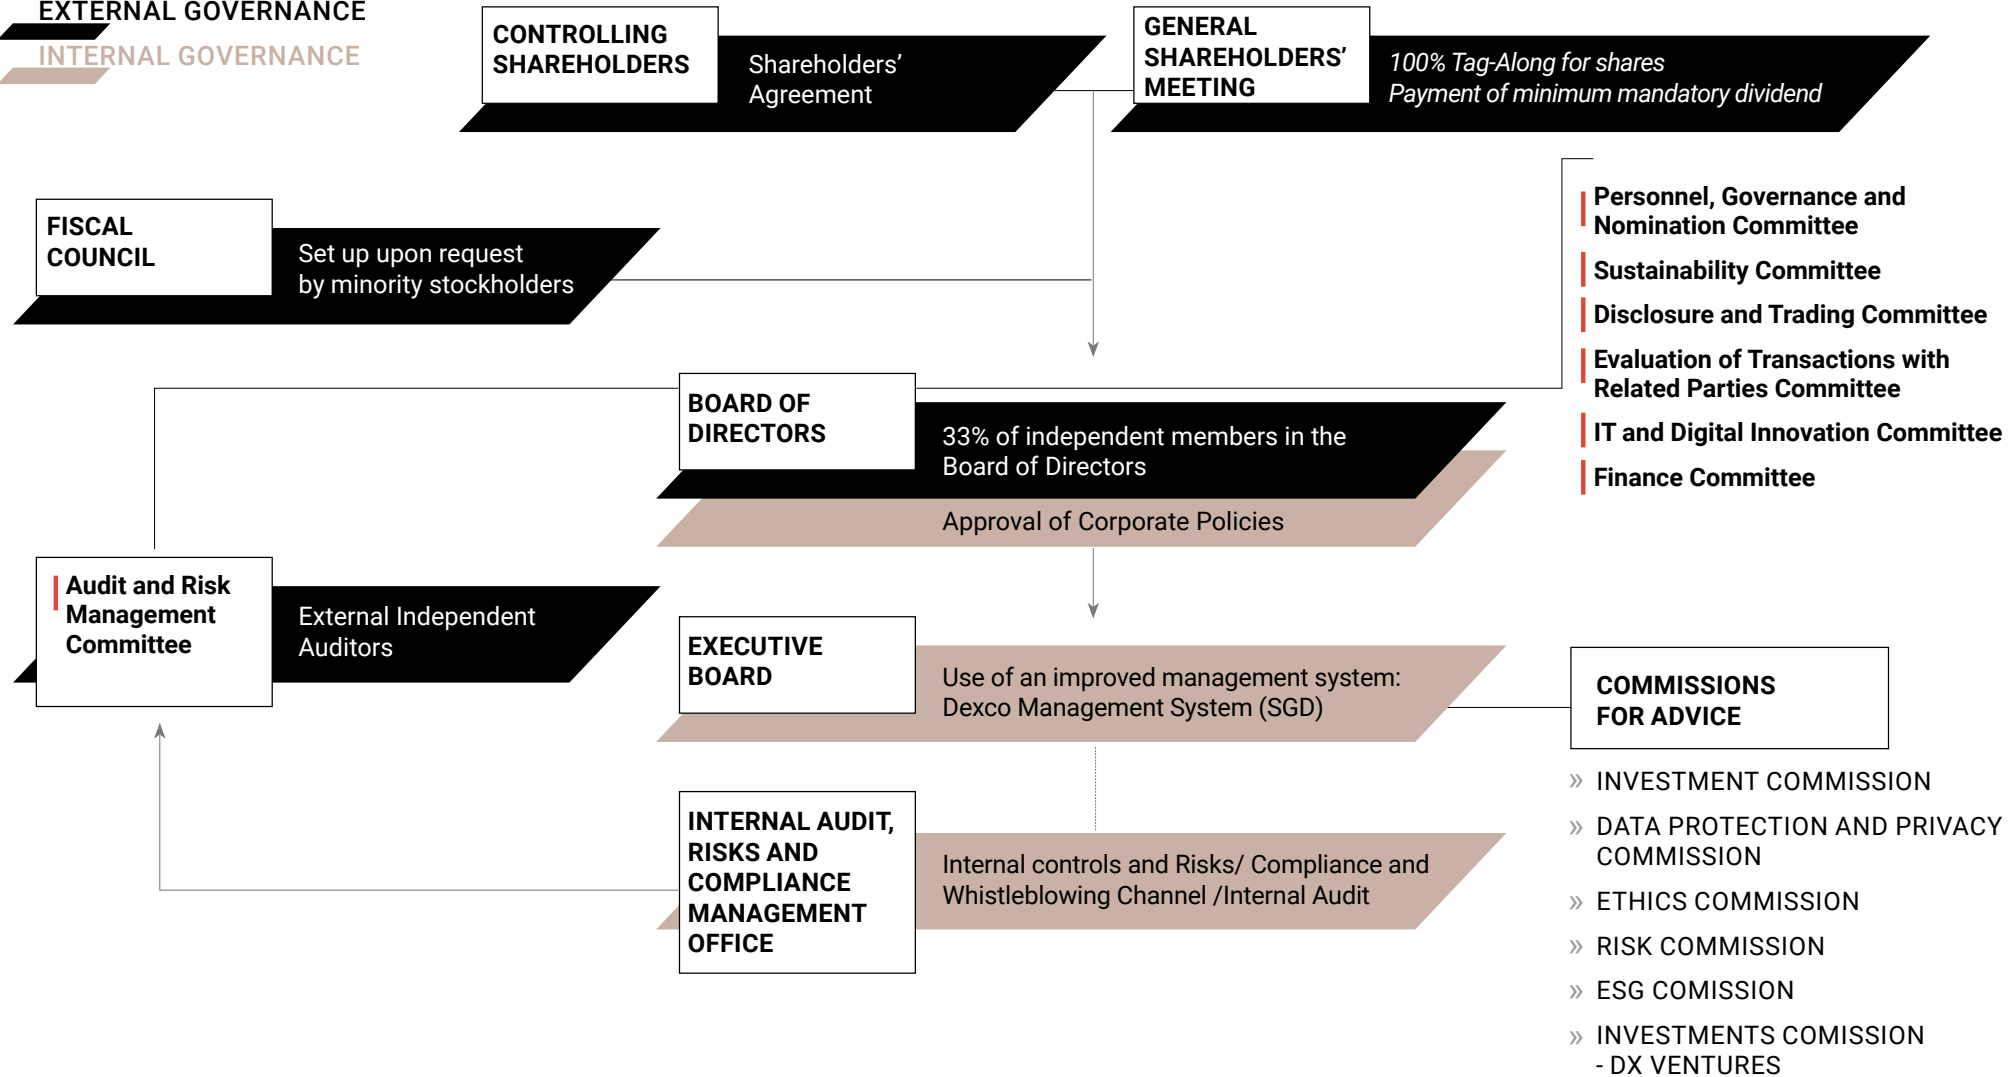 EXTERNAL GOVERNANCE
INTERNAL GOVERNANCE
CONTROLLING
SHAREHOLDERS
Shareholders’
Agreement
GENERAL
SHAREHOLDERS’
MEETING
100% Tag-Along for shares
Payment of minimum mandatory dividend
FISCAL
COUNCIL
Set up upon request
by minority stockholders
Personnel, Governance and
Nomination Committee
Sustainability Committee
Disclosure and Trading Committee
Evaluation of Transactions with
Related Parties Committee
IT and Digital Innovation Committee
Finance Committee
BOARD OF
DIRECTORS
33% of independent members in the
Board of Directors
Approval of Corporate Policies
Audit and Risk
Management
Committee
External Independent
Auditors
EXECUTIVE
BOARD
Use of an improved management system:
Dexco Management System (SGD)
COMMISSIONS
FOR ADVICE
» INVESTMENT COMMISSION
» DATA PROTECTION AND PRIVACY
COMMISSION
» ETHICS COMMISSION
» RISK COMMISSION
» ESG COMISSION
» INVESTMENTS COMISSION
- DX VENTURES
INTERNAL AUDIT,
RISKS AND
COMPLIANCE
MANAGEMENT
OFFICE
Internal controls and Risks/ Compliance and
Whistleblowing Channel /Internal Audit